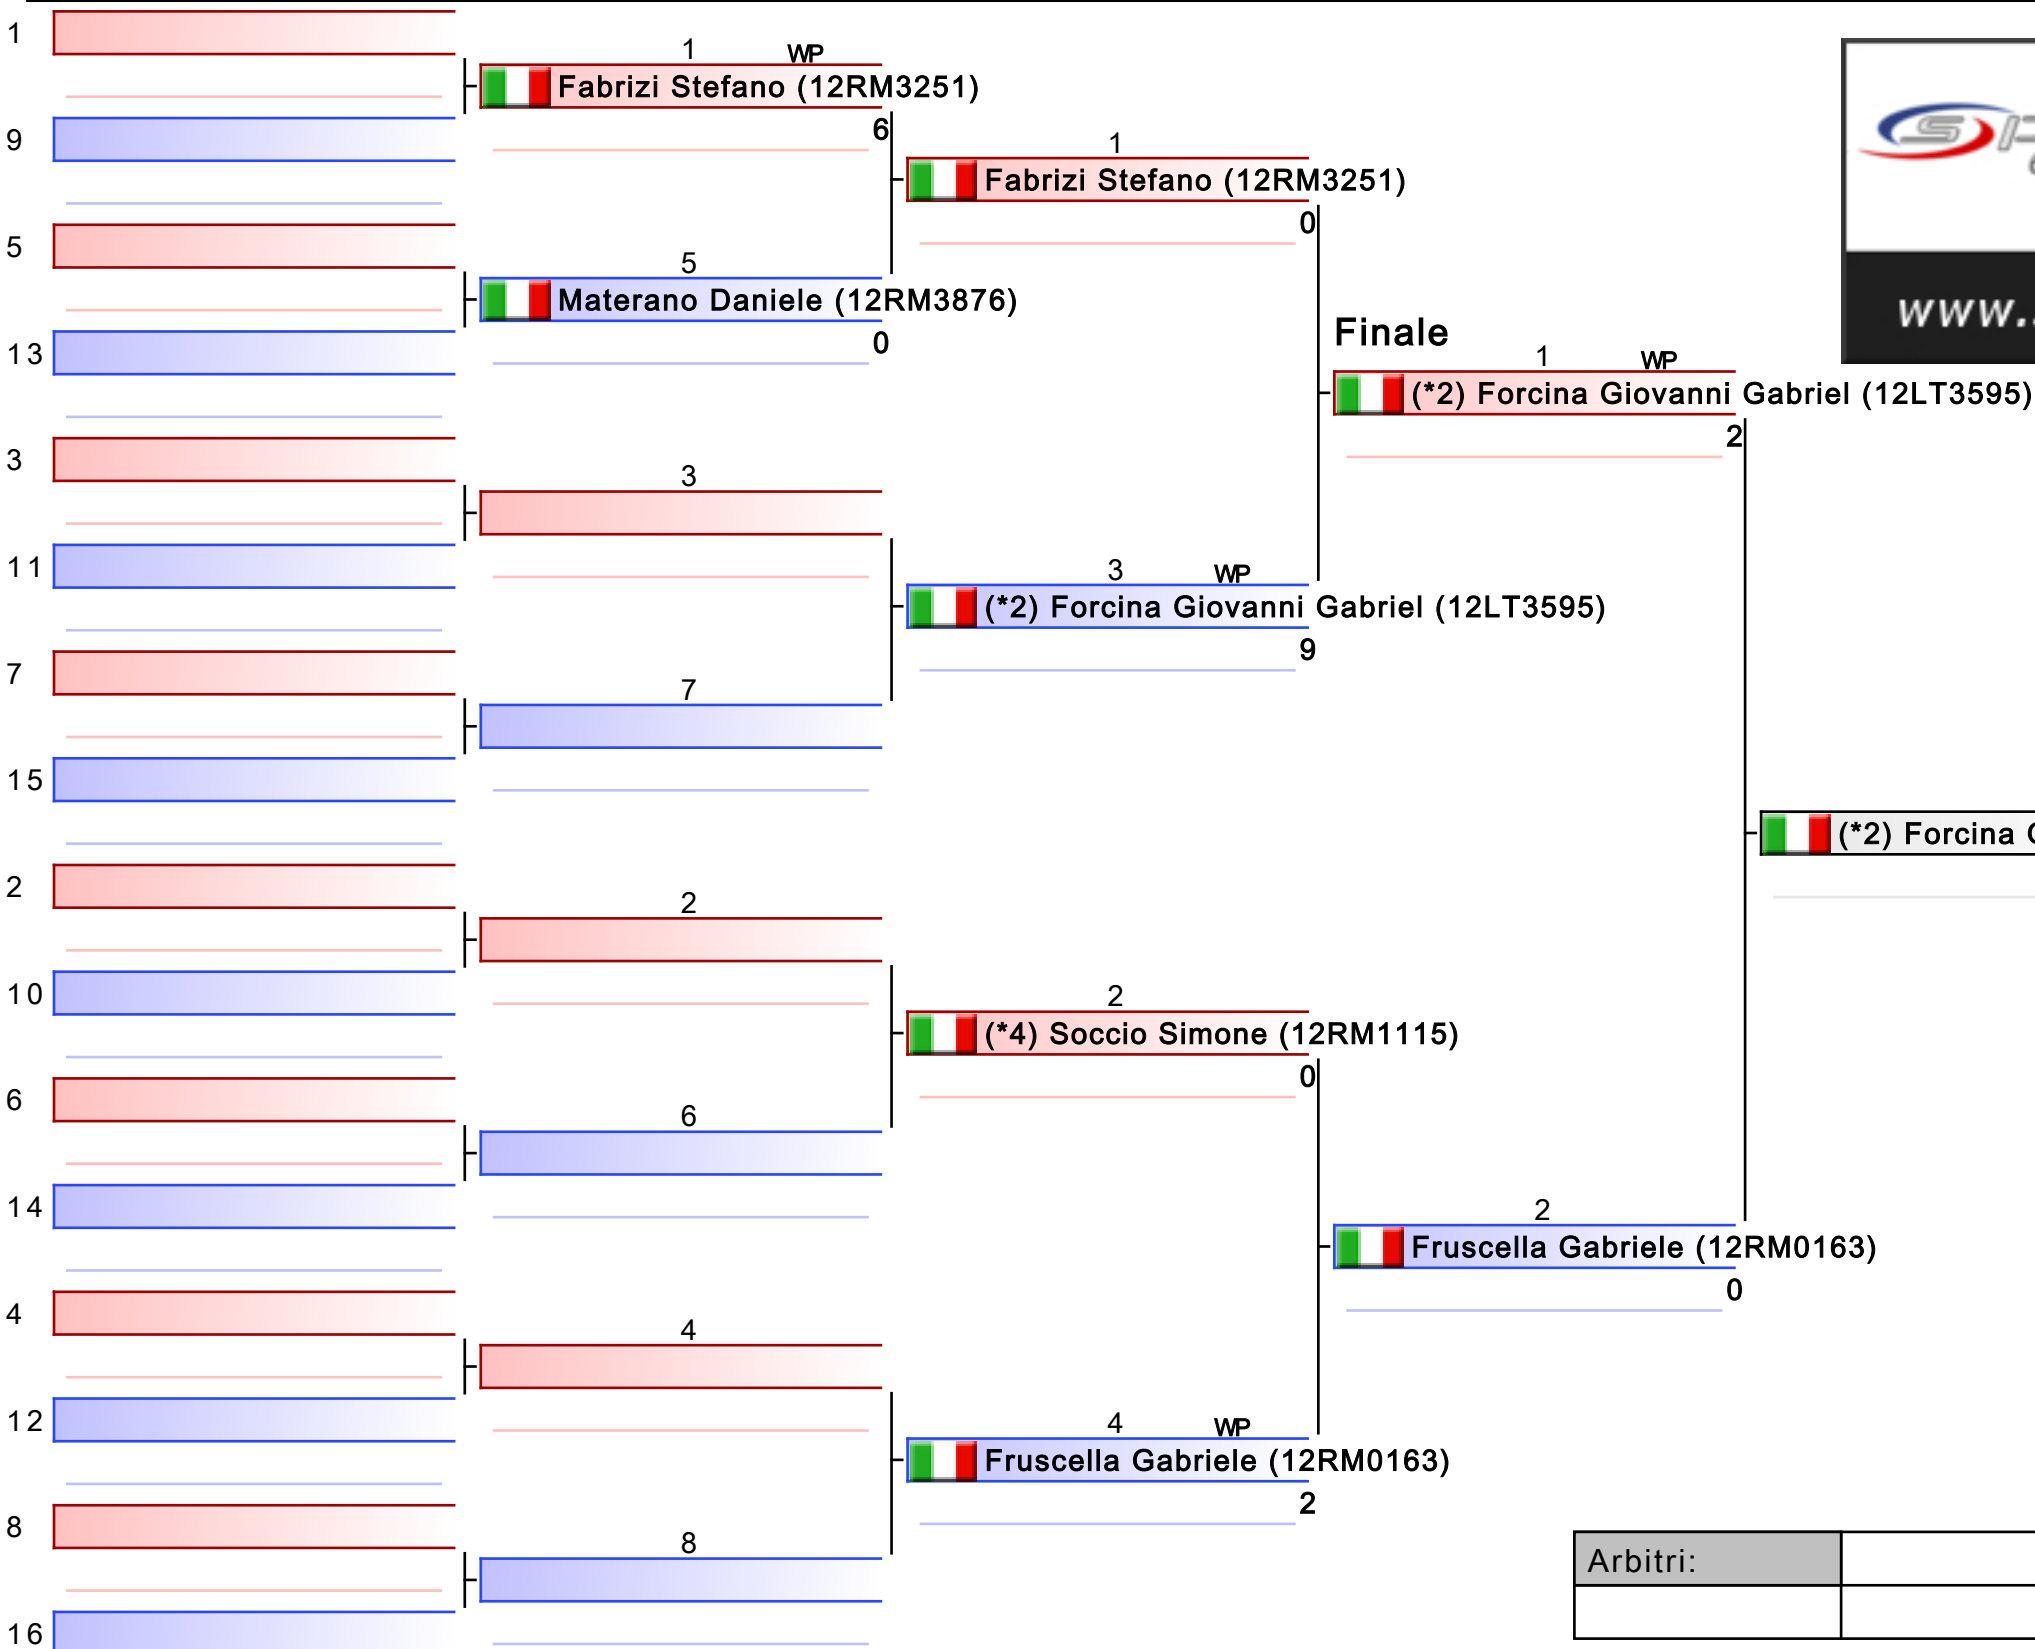 1
1 WP
Fabrizi Stefano (12RM3251)
9
6
1
Fabrizi Stefano (12RM3251)
0
5
5
Materano Daniele (12RM3876)
0
13
Finale
1 WP
(*2) Forcina Giovanni Gabriel (12LT3595)
2
www.
3
3
11
3 WP
(*2) Forcina Giovanni Gabriel (12LT3595)
9
7
7
15
(*2) Forcina
2
2
10
2
(*4) Soccio Simone (12RM1115)
0
6
6
14
2
Fruscella Gabriele (12RM0163)
0
4
4
12
4 WP
Fruscella Gabriele (12RM0163)
2
8
8
Arbitri:
16